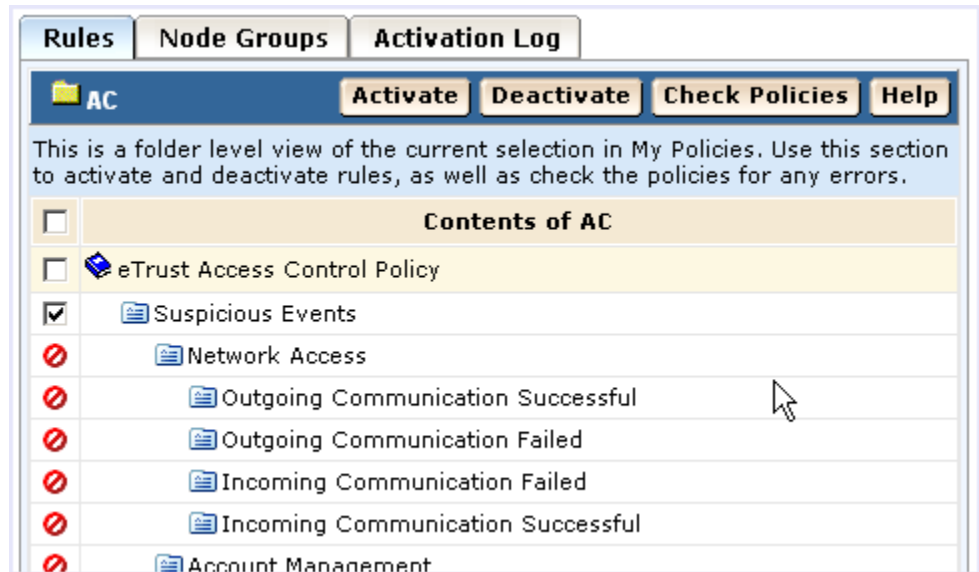 Rules Node Groups Activation Log
AC Activate Deactivate Check Policies Help
This is a folder level view of the current selection in My Policies. Use this section
to activate and deactivate rules, as well as check the policies for any errors.
Contents of AC
eTrust Access Control Policy
Suspicious Events
Network Access
Outgoing Communication Successful
Outgoing Communication Failed
Incoming Communication Failed
Incoming Communication Successful
Account Management